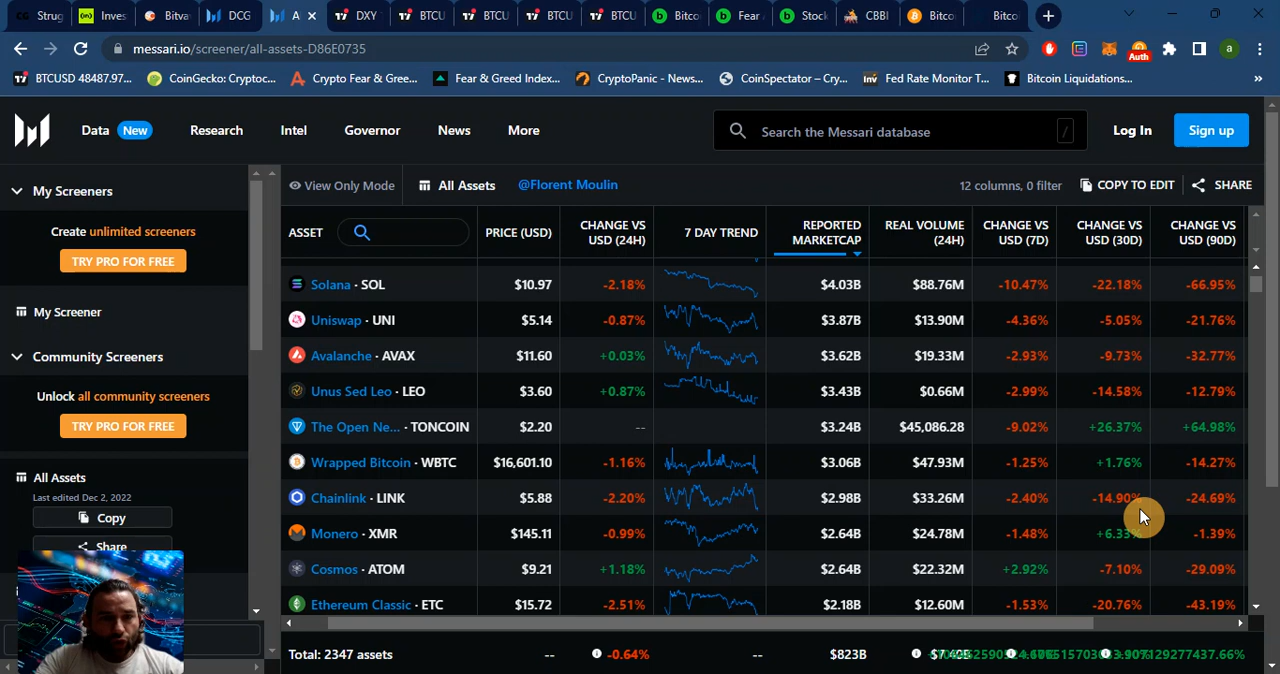 Strug
Inves
Bitva
DCG
A
DXY
BTCU
BTCU
BTCU
BTCU
Bitco
Fear
Stock
CBBI
Bitco
Bitco
messari.io/screener/all-assets-D86E0735
Auth
a
BTCUSD 48487.97...
CoinGecko: Cryptoc...
Crypto Fear & Gree...
Fear & Greed Index...
CryptoPanic - News...
CoinSpectator – Cry...
Fed Rate Monitor T...
Bitcoin Liquidations...
Data New
Research
Intel
Governor
News
More
Search the Messari database /
Log In
Sign up
My Screeners
Create unlimited screeners
TRY PRO FOR FREE
My Screener
Community Screeners
Unlock all community screeners
TRY PRO FOR FREE
All Assets
Last edited Dec 2, 2022
Copy
Share
View Only Mode
All Assets
@Florent Moulin
12 columns, 0 filter
COPY TO EDIT
SHARE
ASSET PRICE (USD) CHANGE VS USD (24H) 7 DAY TREND REPORTED MARKETCAP REAL VOLUME (24H) CHANGE VS USD (7D) CHANGE VS USD (30D) CHANGE VS USD (90D)
Solana · SOL $10.97 -2.18% $4.03B $88.76M -10.47% -22.18% -66.95%
Uniswap · UNI $5.14 -0.87% $3.87B $13.90M -4.36% -5.05% -21.76%
Avalanche · AVAX $11.60 +0.03% $3.62B $19.33M -2.93% -9.73% -32.77%
Unus Sed Leo · LEO $3.60 +0.87% $3.43B $0.66M -2.99% -14.58% -12.79%
The Open Ne... · TONCOIN $2.20 -- $3.24B $45,086.28 -9.02% +26.37% +64.98%
Wrapped Bitcoin · WBTC $16,601.10 -1.16% $3.06B $47.93M -1.25% +1.76% -14.27%
Chainlink · LINK $5.88 -2.20% $2.98B $33.26M -2.40% -14.90% -24.69%
Monero · XMR $145.11 -0.99% $2.64B $24.78M -1.48% +6.33% -1.39%
Cosmos · ATOM $9.21 +1.18% $2.64B $22.32M +2.92% -7.10% -29.09%
Ethereum Classic · ETC $15.72 -2.51% $2.18B $12.60M -1.53% -20.76% -43.19%
Total: 2347 assets -- -0.64% -- $823B